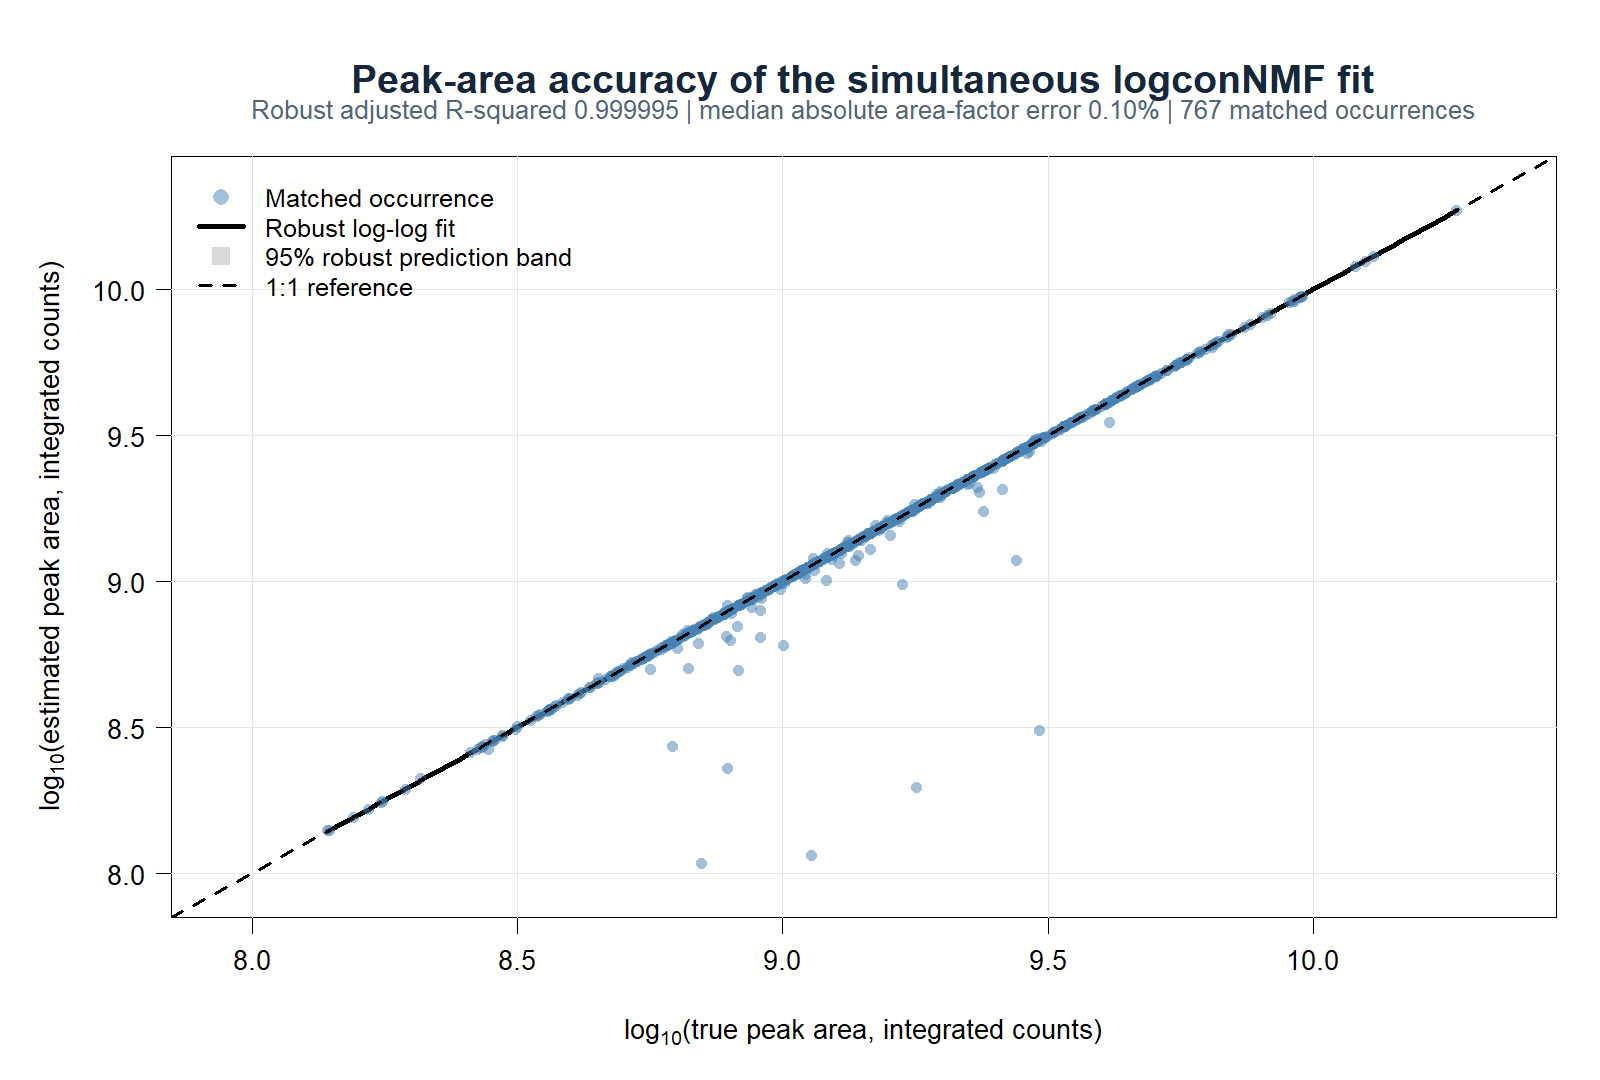 Peak-area accuracy of the simultaneous logconNMF fit
Robust adjusted R-squared 0.999995 | median absolute area-factor error 0.10% | 767 matched occurrences
Matched occurrence
Robust log-log fit
95% robust prediction band
1:1 reference
log10(estimated peak area, integrated counts)
10.0
9.5
9.0
8.5
8.0
8.0 8.5 9.0 9.5 10.0
log10(true peak area, integrated counts)